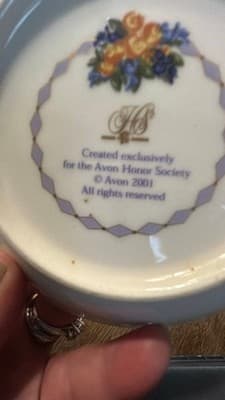 HS
Created exclusively
for the Avon Honor Society
© Avon 2001
All rights reserved